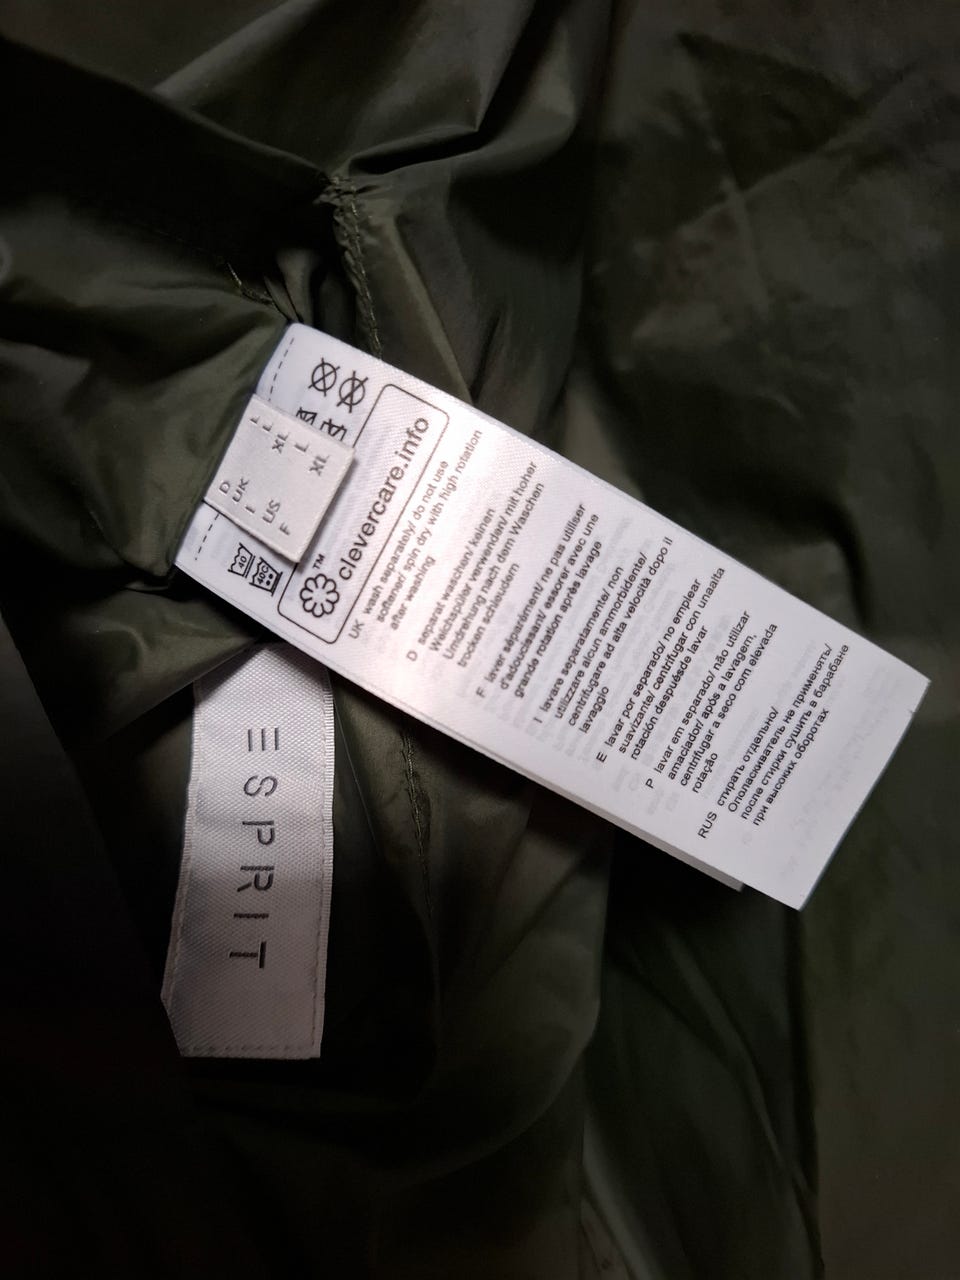 D L
UK L
I XL
US L
F XL
40
40C
™ clevercare.info
UK wash separately/ do not use
softener/ spin dry with high rotation
after washing
D separat waschen/ keinen
Weichspüler verwenden/ mit hoher
Umdrehung nach dem Waschen
trocken schleudern
F laver séparément/ ne pas utiliser
d'adoucissant/ essorer avec une
grande rotation après lavage
I lavare separatamente/ non
utilizzare alcun ammorbidente/
centrifugare ad alta velocità dopo il
lavaggio
E lavar por separado/ no emplear
suavizante/ centrifugar con unaalta
rotación despuésde lavar
P lavar em separado/ não utilizar
amaciador/ após a lavagem,
centrifugar a seco com elevada
rotação
RUS стирать отдельно/
Ополаскиватель не применять/
после стирки сушить в барабане
при высоких оборотах
ESPRIT